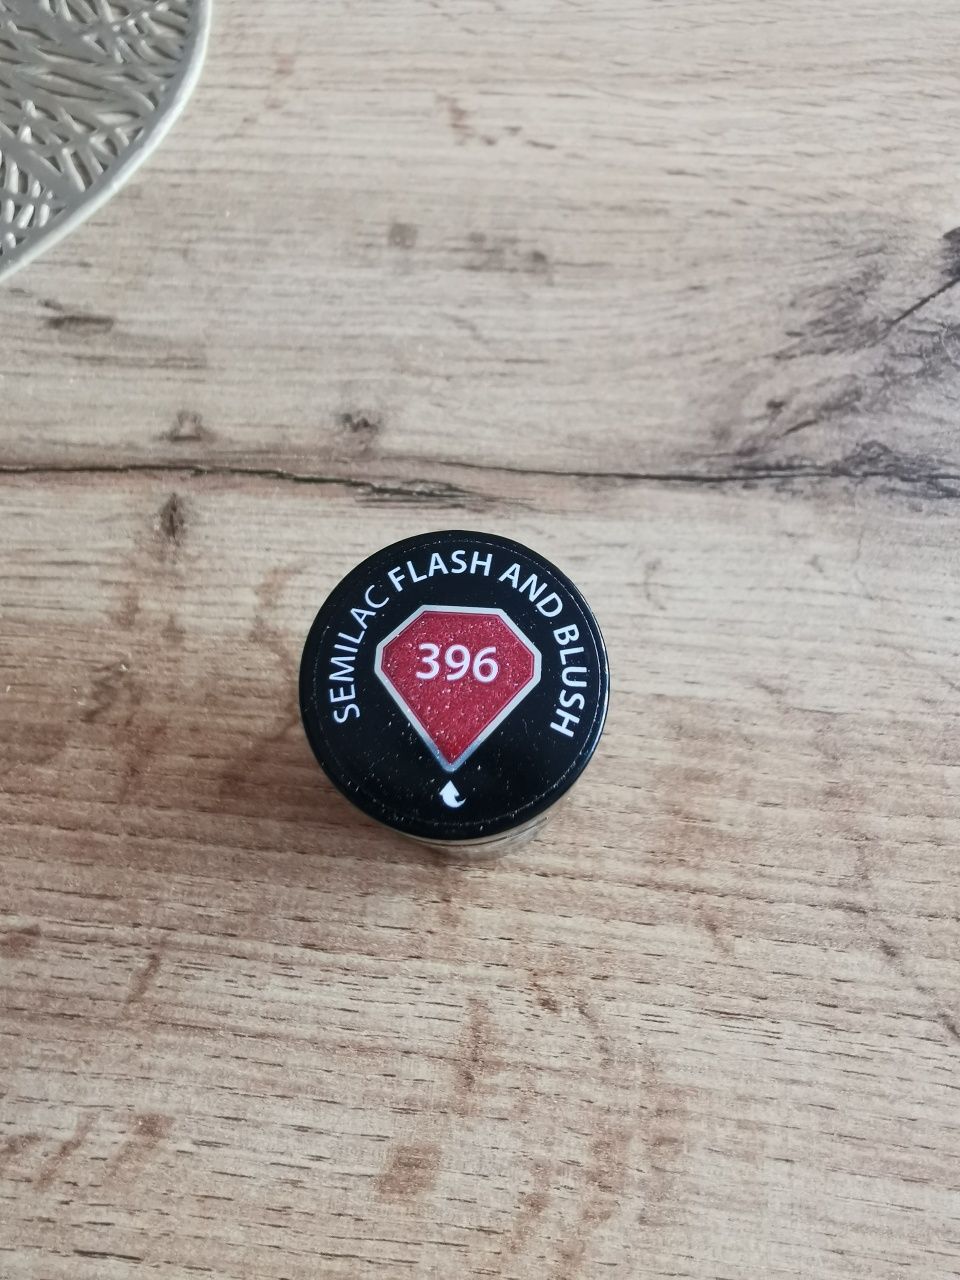 SEMILAC FLASH AND BLUSH
396